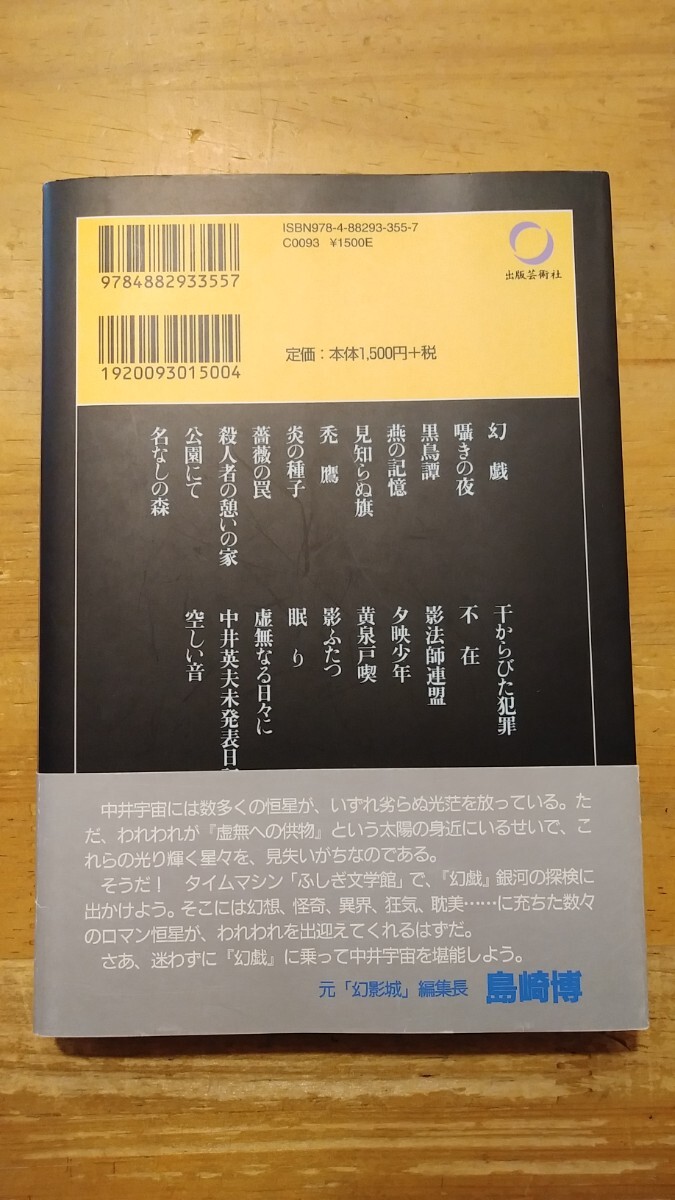 ISBN978-4-88293-355-7
C0093 ¥1500E
9784882933557
出版芸術社
1920093015004
定価：本体1,500円+税
幻戯
囁きの夜
黒鳥譚
燕の記憶
見知らぬ旗
禿鷹
炎の種子
薔薇の罠
殺人者の憩いの家
公園にて
名なしの森
干からびた犯罪
不在
影法師連盟
夕映少年
黄泉戸喫
影ふたつ
眠り
虚無なる日々に
中井英夫未発表日
空しい音
中井宇宙には数多くの恒星が、いずれ劣らぬ光芒を放っている。た
だ、われわれが『虚無への供物』という太陽の身近にいるせいで、こ
れらの光り輝く星々を、見失いがちなのである。
そうだ！　タイムマシン「ふしぎ文学館」で、『幻戯』銀河の探検に
出かけよう。そこには幻想、怪奇、異界、狂気、耽美……に充ちた数々
のロマン恒星が、われわれを出迎えてくれるはずだ。
さあ、迷わずに『幻戯』に乗って中井宇宙を堪能しよう。
元「幻影城」編集長　島崎博